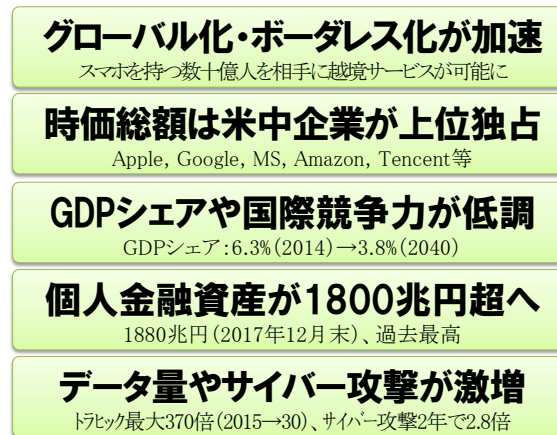 グローバル化・ボーダレス化が加速
スマホを持つ数十億人を相手に越境サービスが可能に
時価総額は米中企業が上位独占
Apple, Google, MS, Amazon, Tencent等
GDPシェアや国際競争力が低調
GDPシェア：6.3%(2014)→3.8%(2040)
個人金融資産が1800兆円超へ
1880兆円(2017年12月末)、過去最高
データ量やサイバー攻撃が激増
トラヒック最大370倍(2015→30)、サイバー攻撃2年で2.8倍